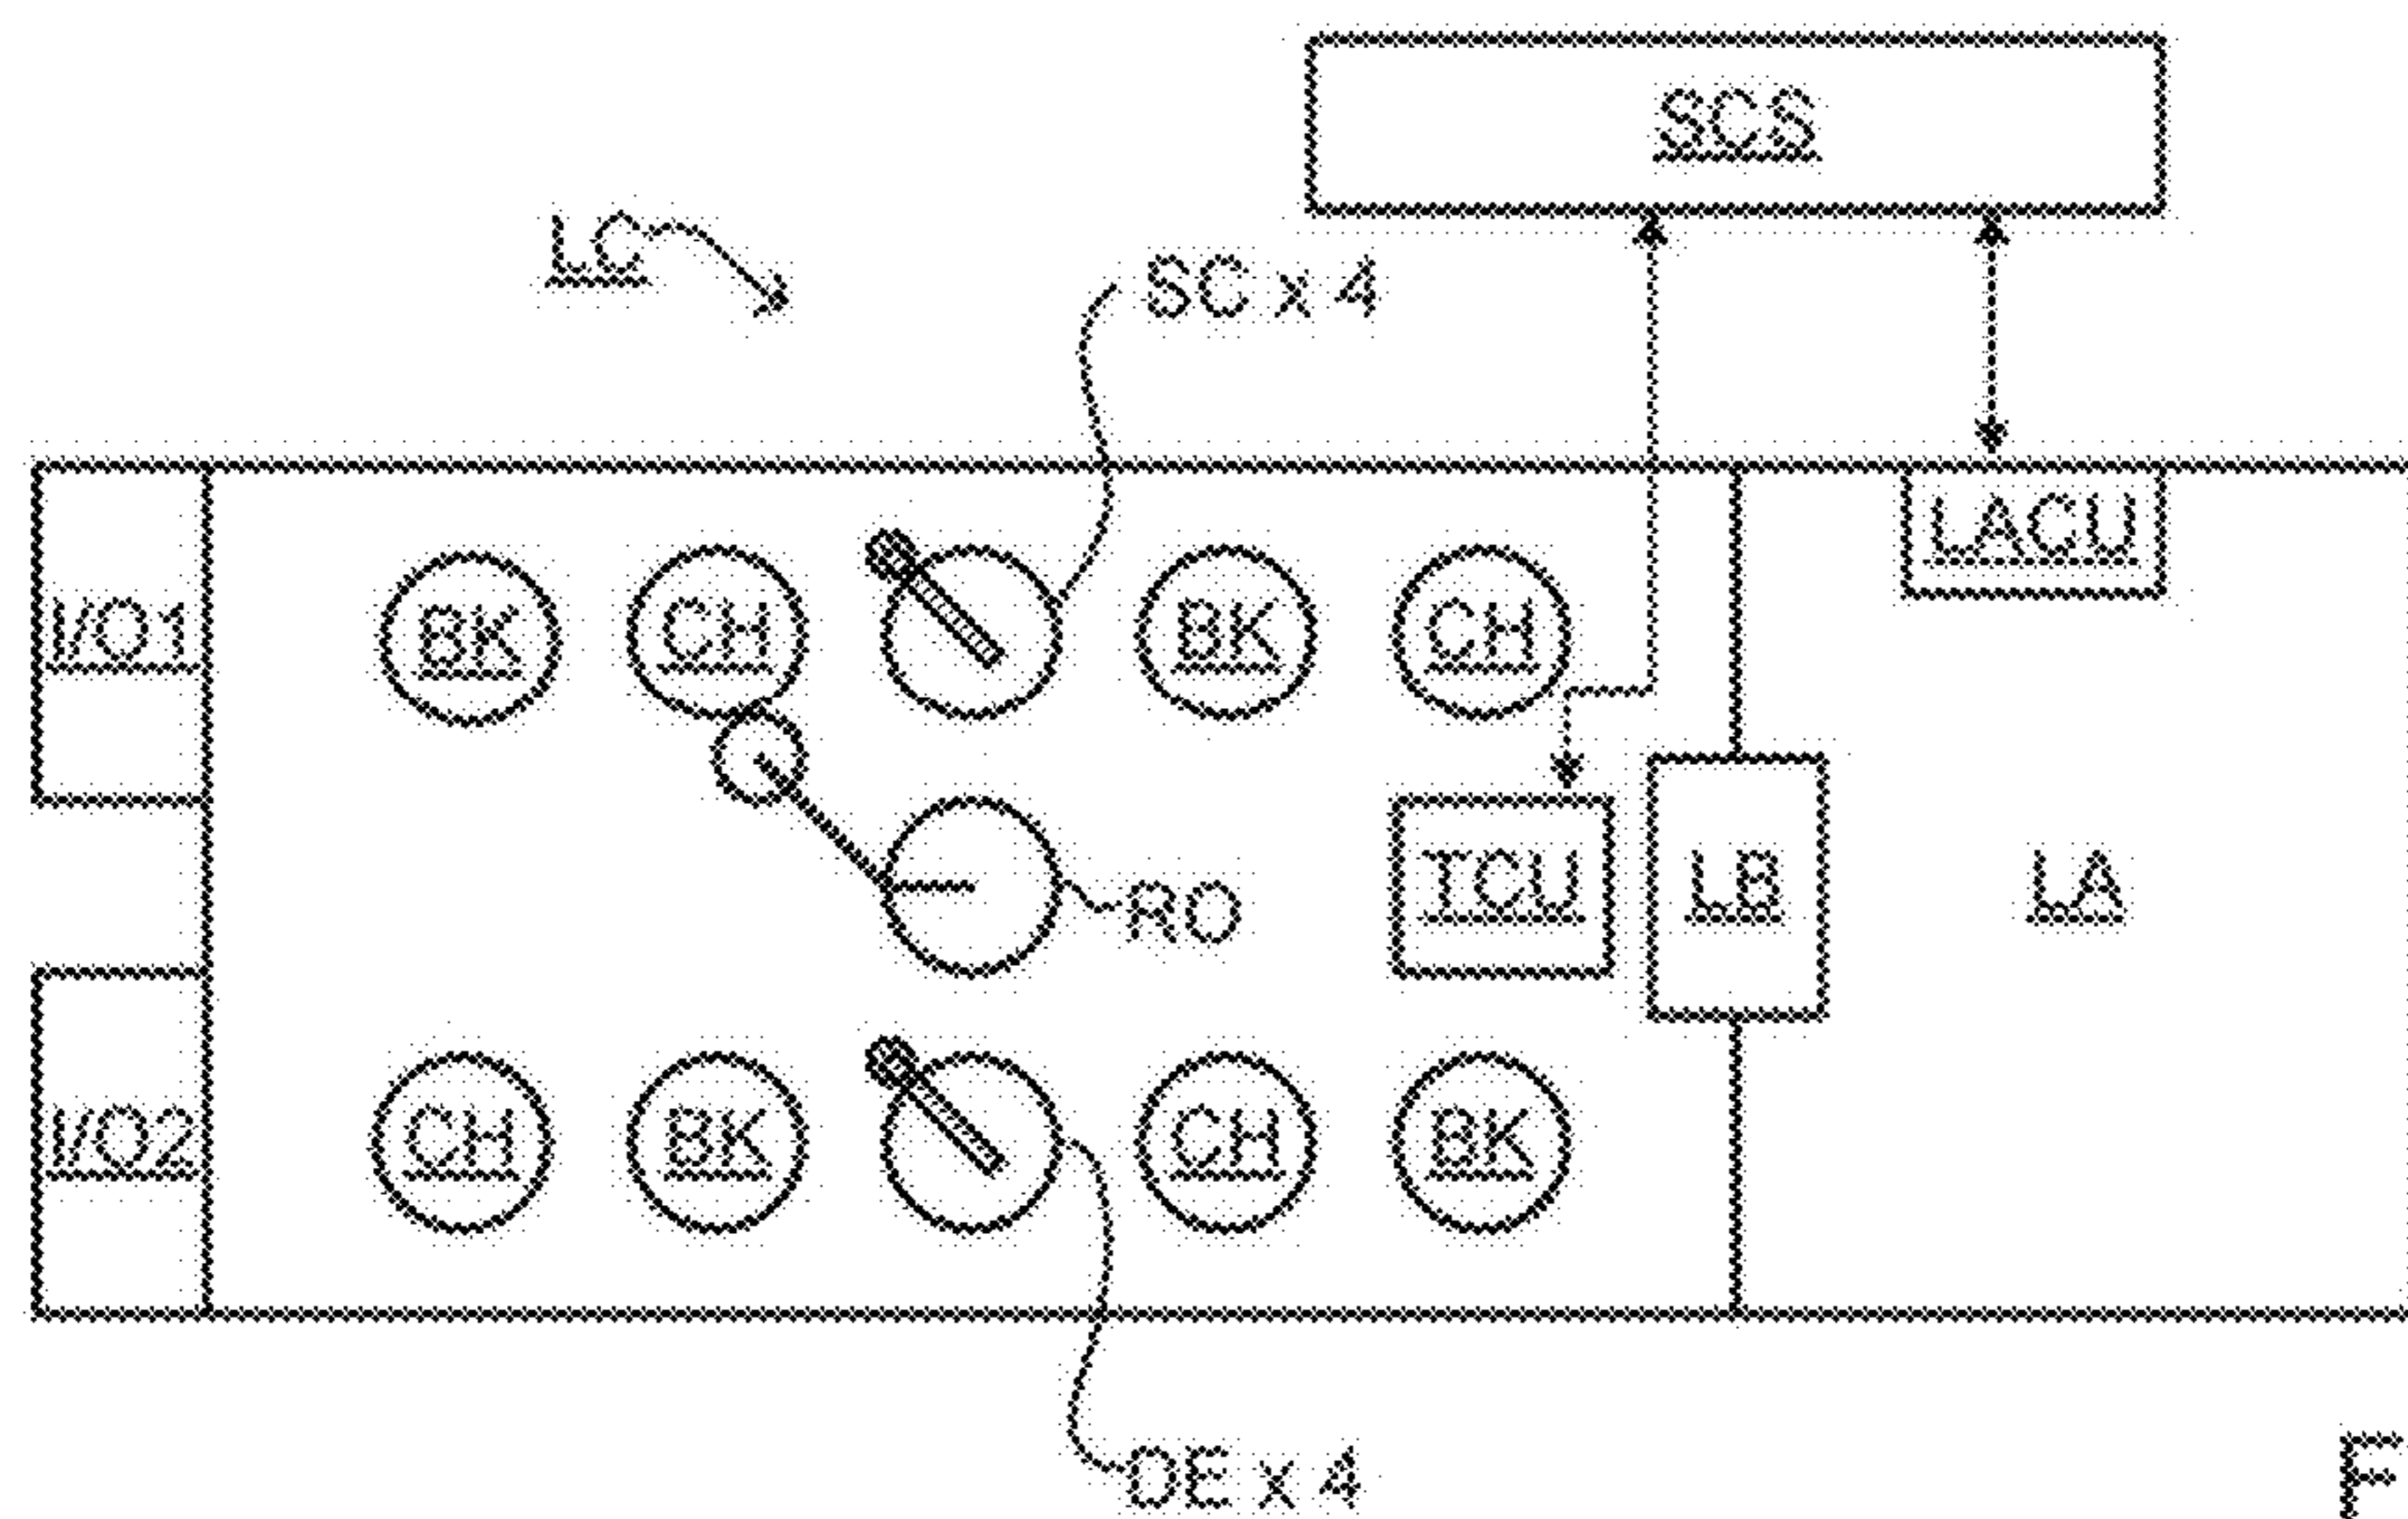 SCS
LC
SC x 4
LACU
I/O1
BK
CH
BK
CH
TCU
LB
LA
RO
I/O2
CH
BK
CH
BK
DE x 4
F